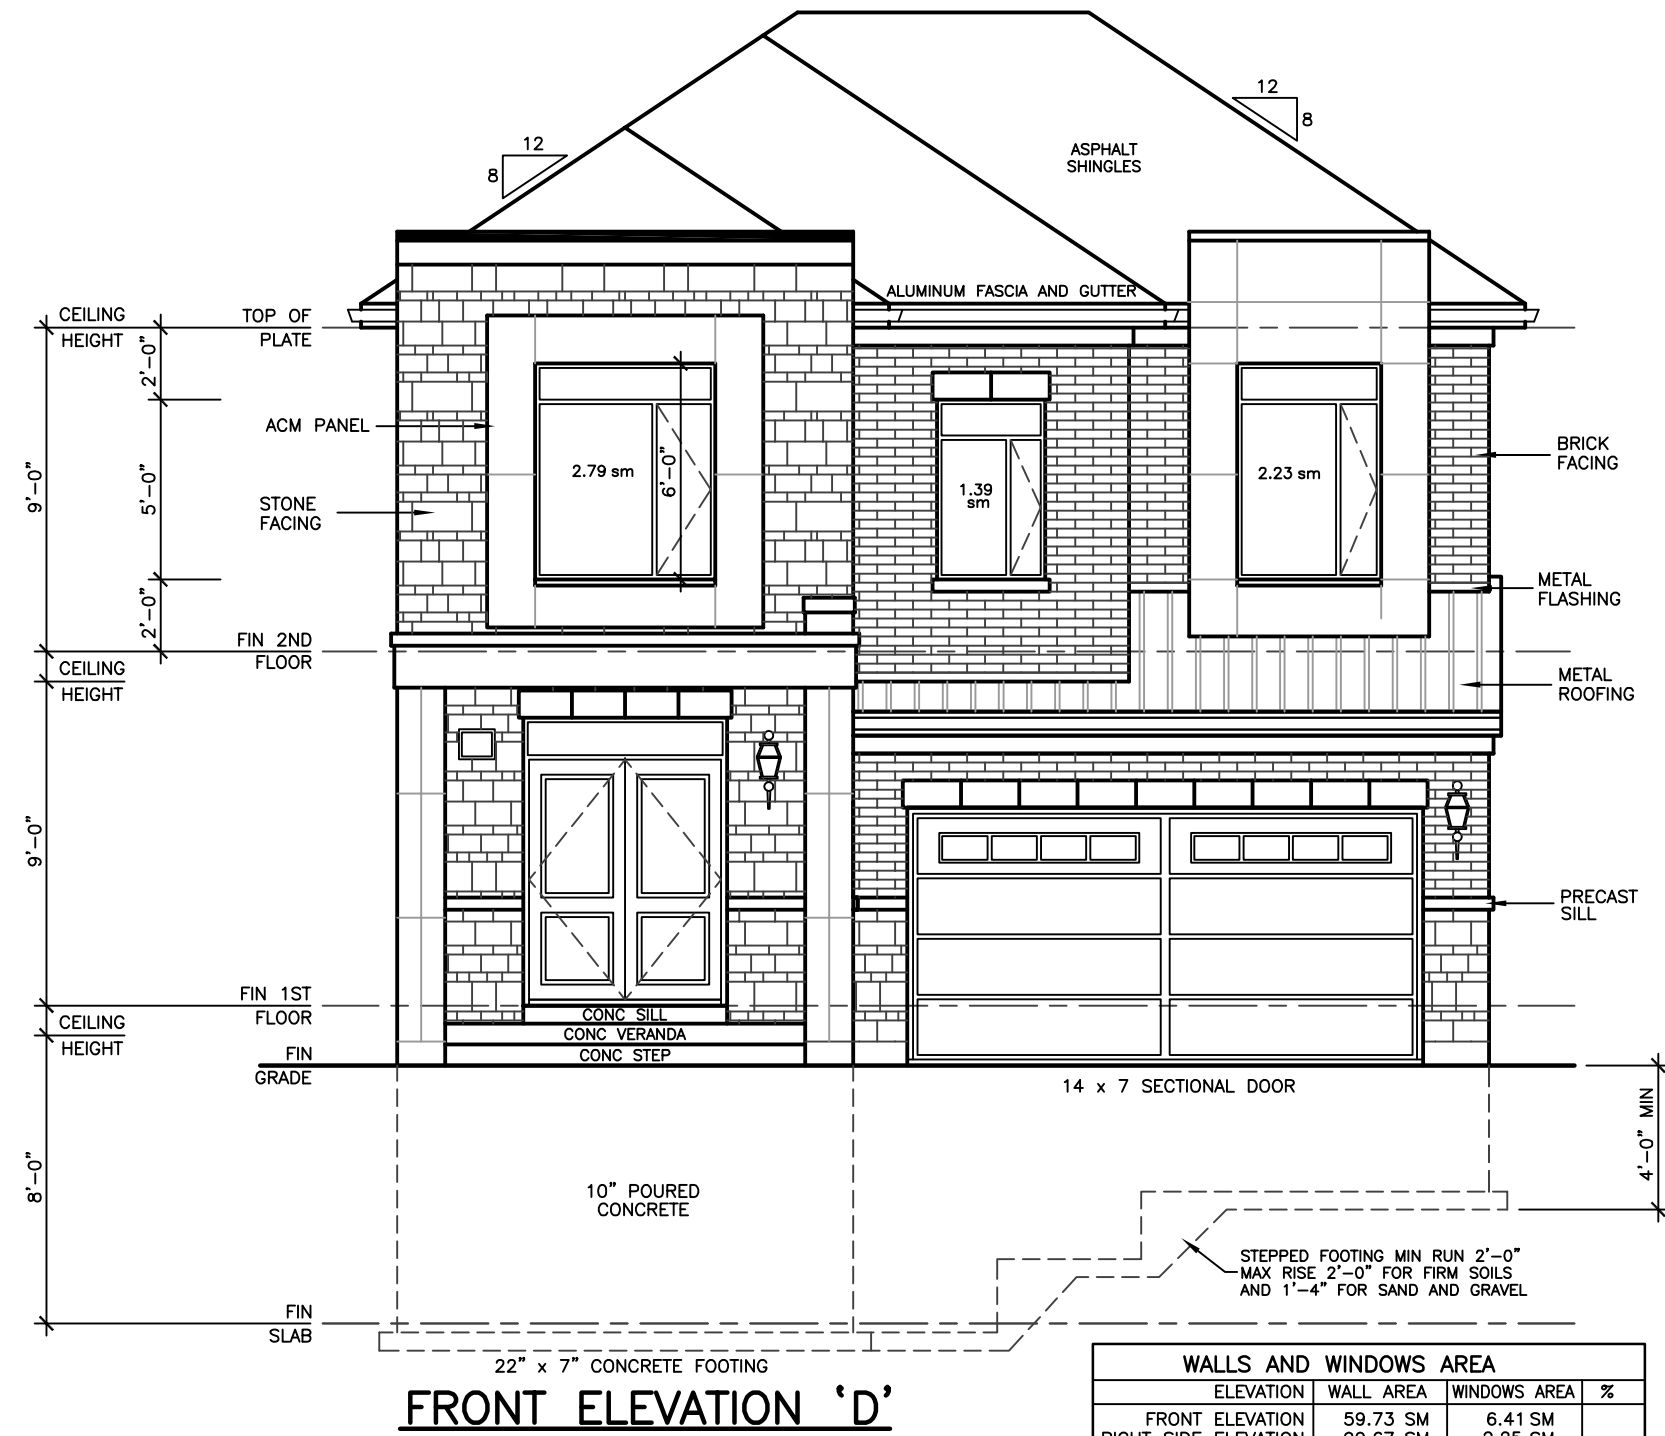 12
8
12
8
ASPHALT
SHINGLES
ALUMINUM FASCIA AND GUTTER
CEILING
HEIGHT
TOP OF
PLATE
2'-0"
ACM PANEL
9'-0"
5'-0"
2.79 sm
6'-0"
1.39
sm
2.23 sm
BRICK
FACING
STONE
FACING
METAL
FLASHING
2'-0"
FIN 2ND
FLOOR
CEILING
HEIGHT
METAL
ROOFING
9'-0"
PRECAST
SILL
FIN 1ST
FLOOR
CEILING
HEIGHT
CONC SILL
CONC VERANDA
CONC STEP
FIN
GRADE
14 x 7 SECTIONAL DOOR
4'-0" MIN
8'-0"
10" POURED
CONCRETE
STEPPED FOOTING MIN RUN 2'-0"
MAX RISE 2'-0" FOR FIRM SOILS
AND 1'-4" FOR SAND AND GRAVEL
FIN
SLAB
22" x 7" CONCRETE FOOTING
FRONT ELEVATION 'D'
WALLS AND WINDOWS AREA
ELEVATION WALL AREA WINDOWS AREA %
FRONT ELEVATION 59.73 SM 6.41 SM
RIGHT SIDE ELEVATION SM SM